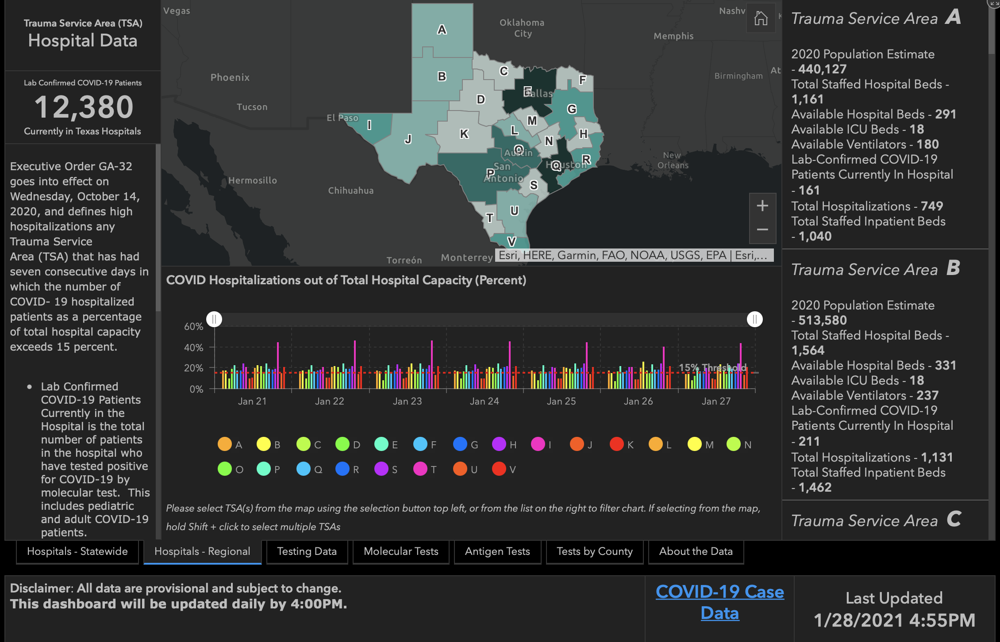 Trauma Service Area (TSA)
Hospital Data
Lab Confirmed COVID-19 Patients
12,380
Currently in Texas Hospitals
Executive Order GA-32
goes into effect on
Wednesday, October 14,
2020, and defines high
hospitalizations any
Trauma Service
Area (TSA) that has had
seven consecutive days in
which the number of
COVID- 19 hospitalized
patients as a percentage
of total hospital capacity
exceeds 15 percent.
• Lab Confirmed
COVID-19 Patients
Currently in the
Hospital is the total
number of patients
in the hospital who
have tested positive
for COVID-19 by
molecular test.  This
includes pediatric
and adult COVID-19
patients.
Vegas
Oklahoma
City
Nashv
Memphis
Phoenix
Birmingham
At
Tucson
El Paso
Dallas
Austin
San
Antonio
Houston
New
Orleans
Hermosillo
Chihuahua
Torreón
Monterrey
A
B
C
D
E
F
G
H
I
J
K
L
M
N
O
P
Q
R
S
T
U
V
+
−
Esri, HERE, Garmin, FAO, NOAA, USGS, EPA | Esri,...
COVID Hospitalizations out of Total Hospital Capacity (Percent)
60%
40%
20%
0%
15% Threshold
Jan 21 Jan 22 Jan 23 Jan 24 Jan 25 Jan 26 Jan 27
A B C D E F G H I J K L M N
O P Q R S T U V
Please select TSA(s) from the map using the selection button top left, or from the list on the right to filter chart. If selecting from the map,
hold Shift + click to select multiple TSAs
Trauma Service Area A
2020 Population Estimate
- 440,127
Total Staffed Hospital Beds -
1,161
Available Hospital Beds - 291
Available ICU Beds - 18
Available Ventilators - 180
Lab-Confirmed COVID-19
Patients Currently In Hospital
- 161
Total Hospitalizations - 749
Total Staffed Inpatient Beds
- 1,040
Trauma Service Area B
2020 Population Estimate
- 513,580
Total Staffed Hospital Beds -
1,564
Available Hospital Beds - 331
Available ICU Beds - 18
Available Ventilators - 237
Lab-Confirmed COVID-19
Patients Currently In Hospital
- 211
Total Hospitalizations - 1,131
Total Staffed Inpatient Beds
- 1,462
Trauma Service Area C
Hospitals - Statewide Hospitals - Regional Testing Data Molecular Tests Antigen Tests Tests by County About the Data
Disclaimer: All data are provisional and subject to change.
This dashboard will be updated daily by 4:00PM.
COVID-19 Case
Data
Last Updated
1/28/2021 4:55PM